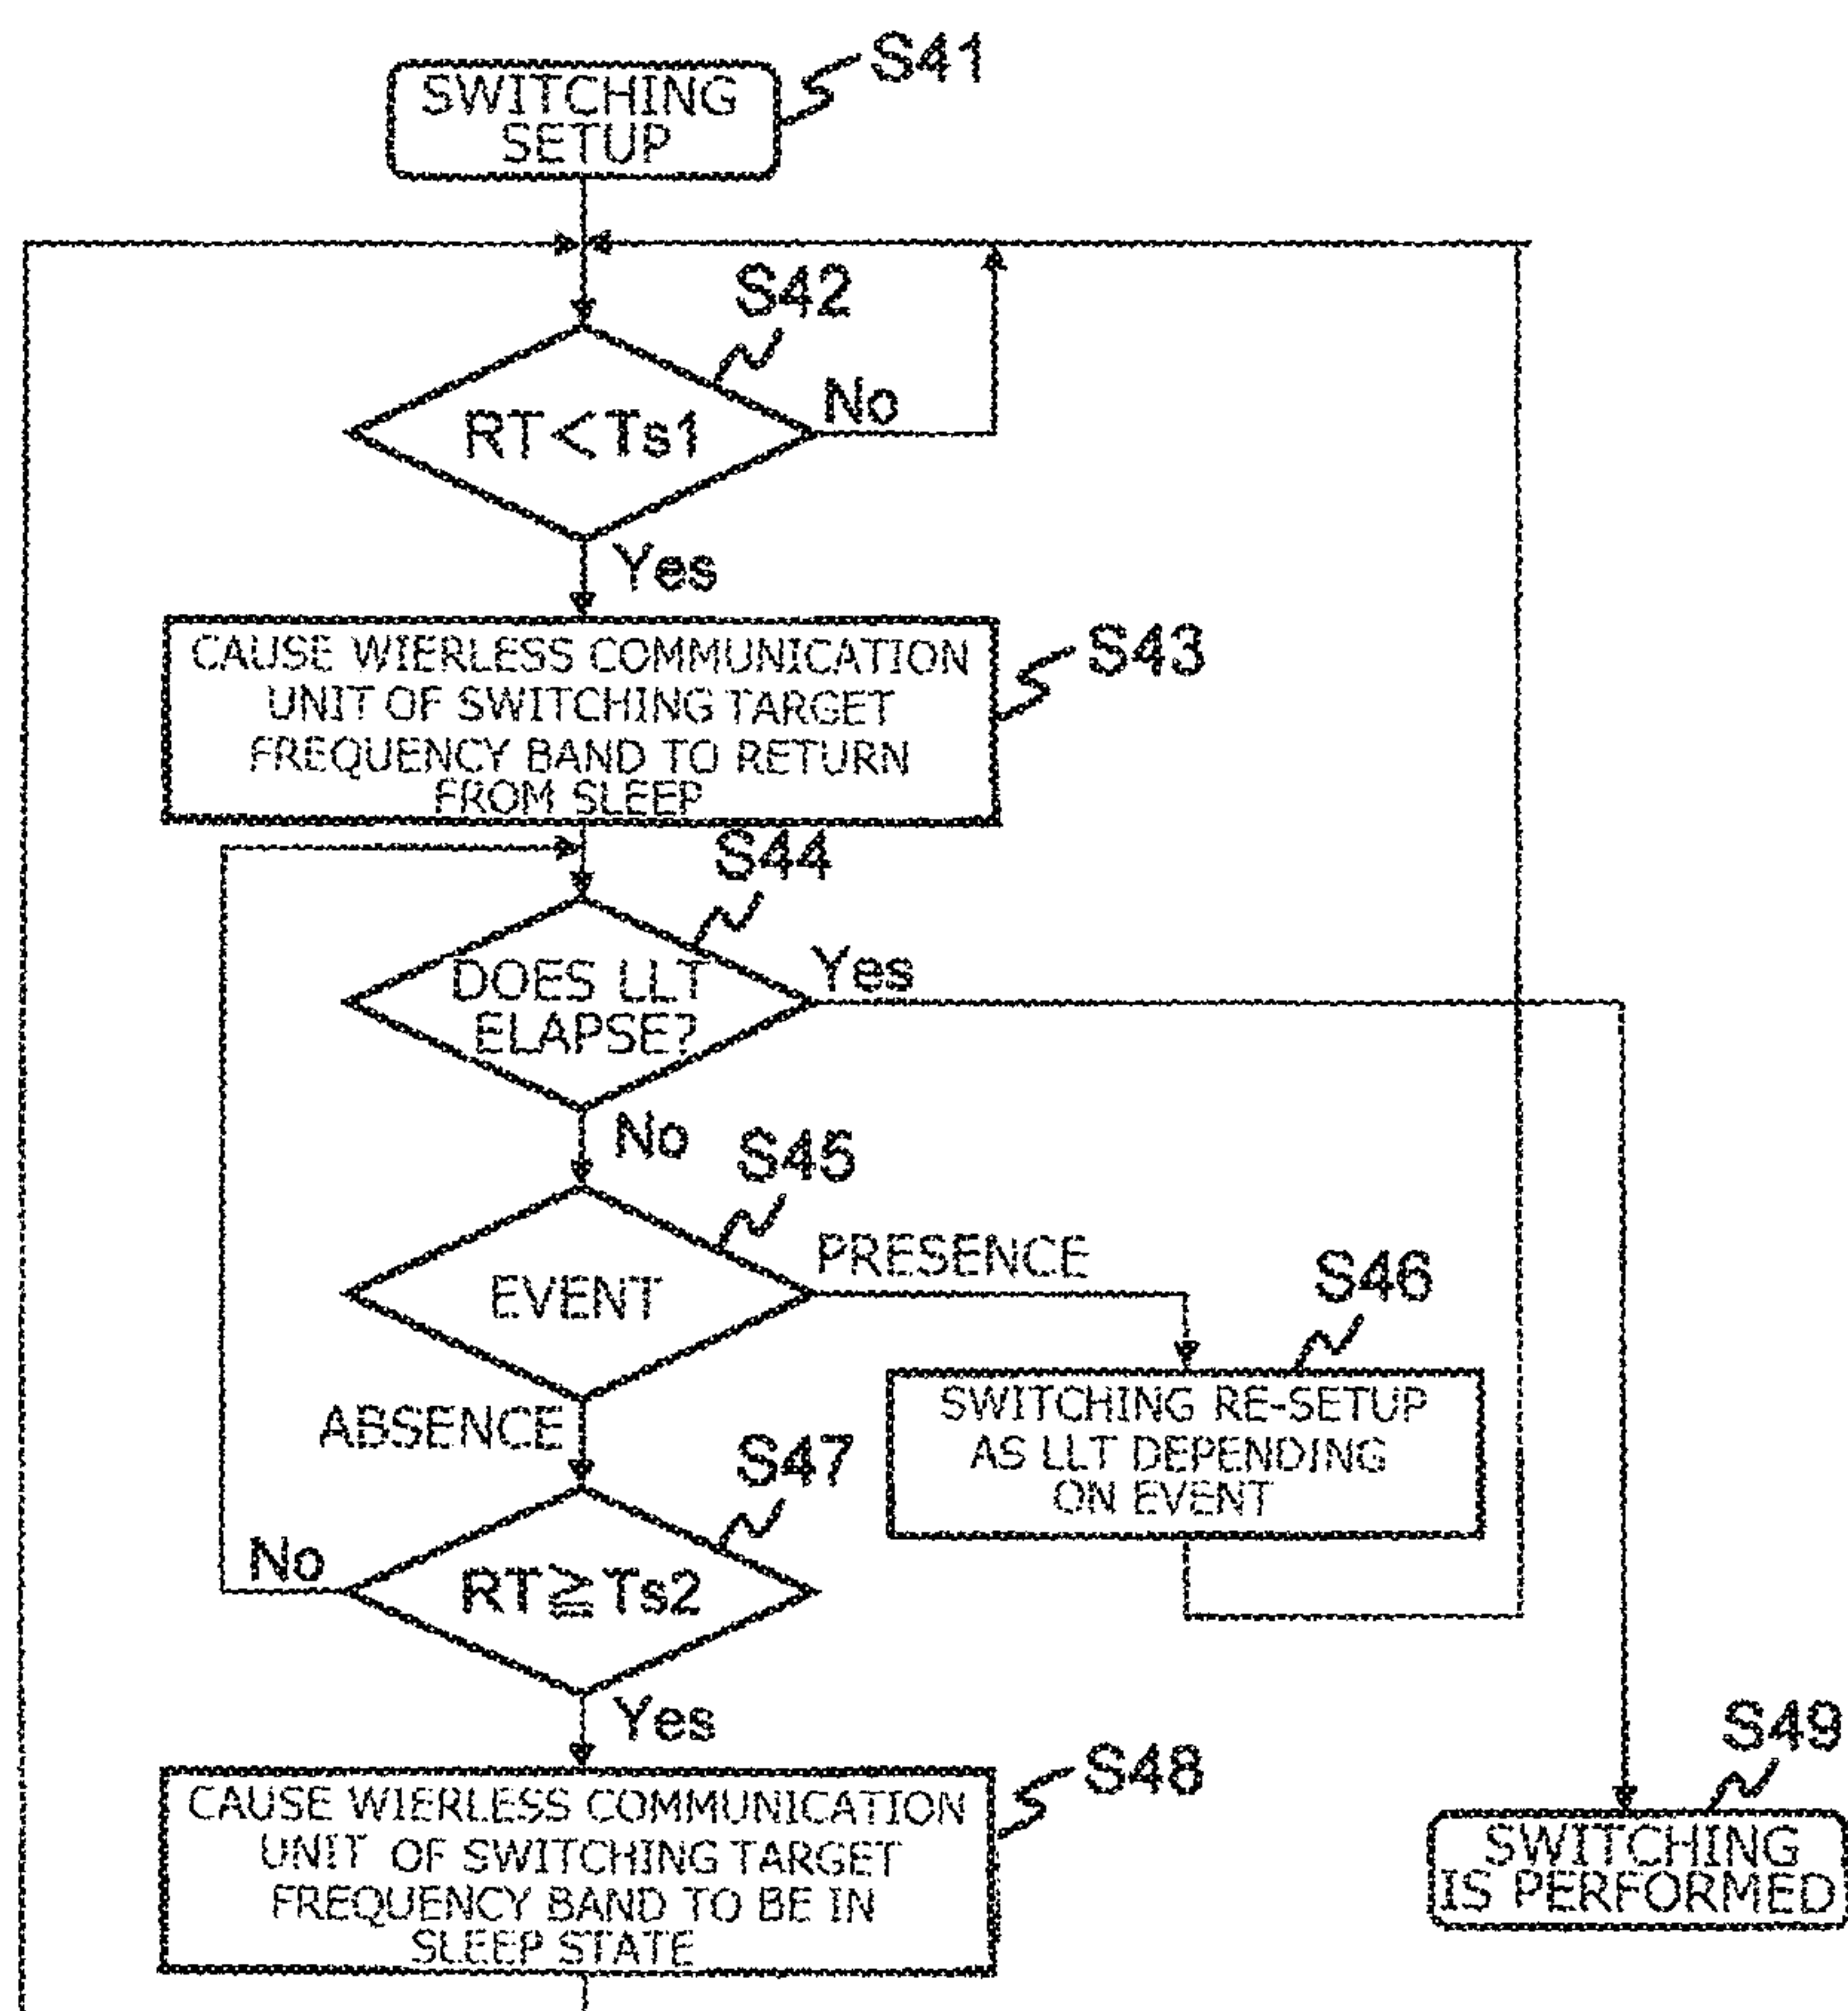 S41
SWITCHING
SETUP
S42
RT<Ts1
No
Yes
S43
CAUSE WIERLESS COMMUNICATION
UNIT OF SWITCHING TARGET
FREQUENCY BAND TO RETURN
FROM SLEEP
S44
DOES LLT
ELAPSE?
Yes
No
S45
EVENT
PRESENCE
ABSENCE
S46
SWITCHING RE-SETUP
AS LLT DEPENDING
ON EVENT
S47
RT≧Ts2
No
Yes
S48
CAUSE WIERLESS COMMUNICATION
UNIT OF SWITCHING TARGET
FREQUENCY BAND TO BE IN
SLEEP STATE
S49
SWITCHING
IS PERFORMED